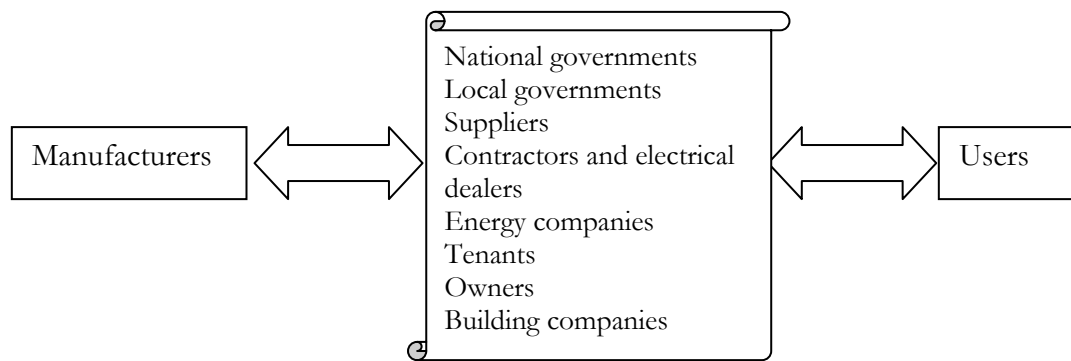 Manufacturers
National governments
Local governments
Suppliers
Contractors and electrical
dealers
Energy companies
Tenants
Owners
Building companies
Users